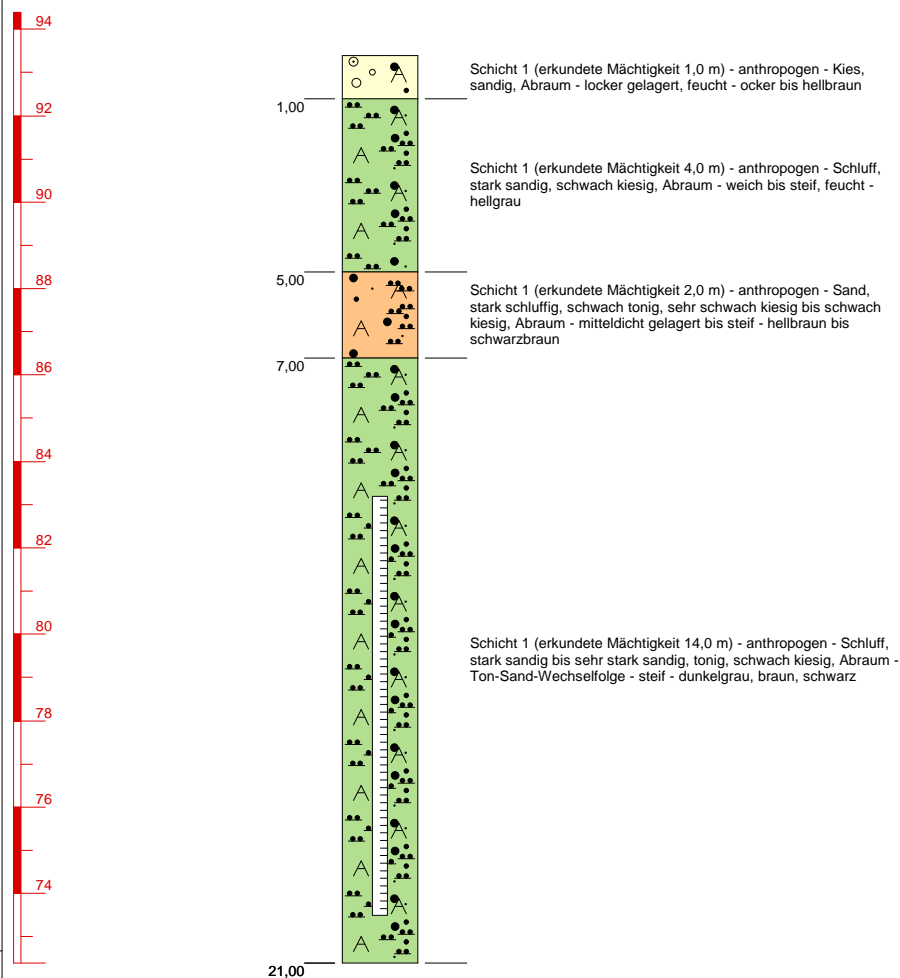 94
Schicht 1 (erkundete Mächtigkeit 1,0 m) - anthropogen - Kies,
sandig, Abraum - locker gelagert, feucht - ocker bis hellbraun
1,00
92
Schicht 1 (erkundete Mächtigkeit 4,0 m) - anthropogen - Schluff,
stark sandig, schwach kiesig, Abraum - weich bis steif, feucht -
hellgrau
90
5,00
88
Schicht 1 (erkundete Mächtigkeit 2,0 m) - anthropogen - Sand,
stark schluffig, schwach tonig, sehr schwach kiesig bis schwach
kiesig, Abraum - mitteldicht gelagert bis steif - hellbraun bis
schwarzbraun
7,00
86
84
82
80
Schicht 1 (erkundete Mächtigkeit 14,0 m) - anthropogen - Schluff,
stark sandig bis sehr stark sandig, tonig, schwach kiesig, Abraum -
Ton-Sand-Wechselfolge - steif - dunkelgrau, braun, schwarz
78
76
74
21,00